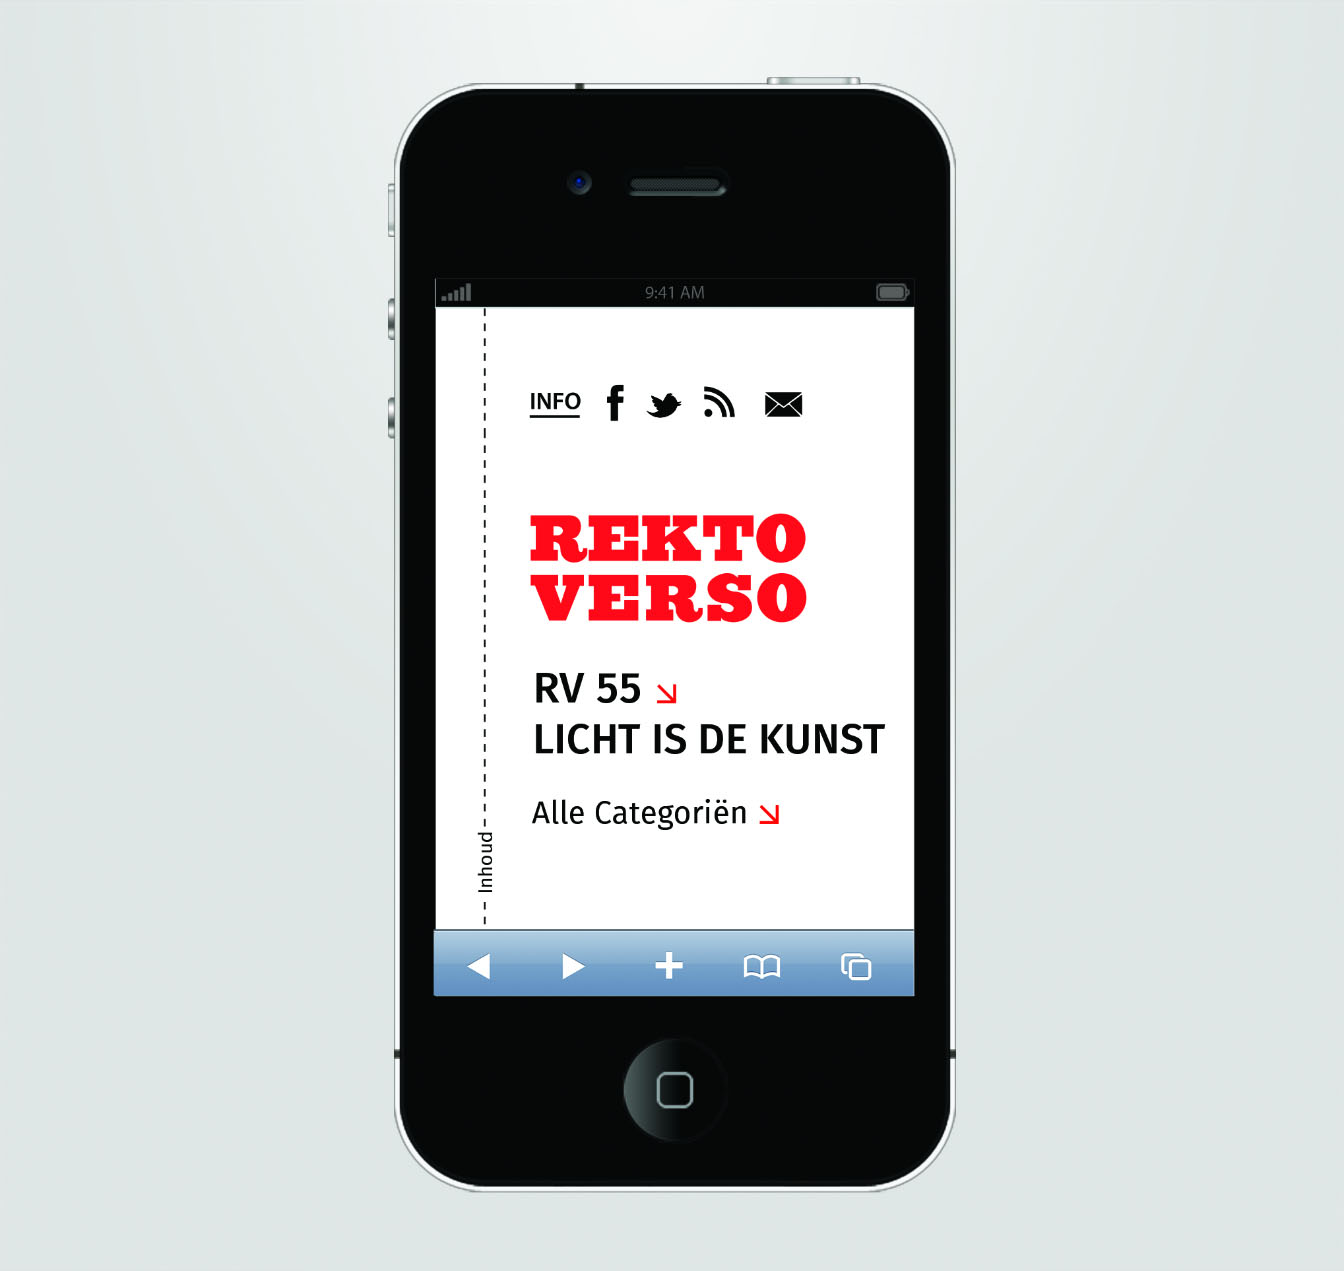 9:41 AM
INFO
REKTO
VERSO
RV 55
LICHT IS DE KUNST
Alle Categoriën
Inhoud